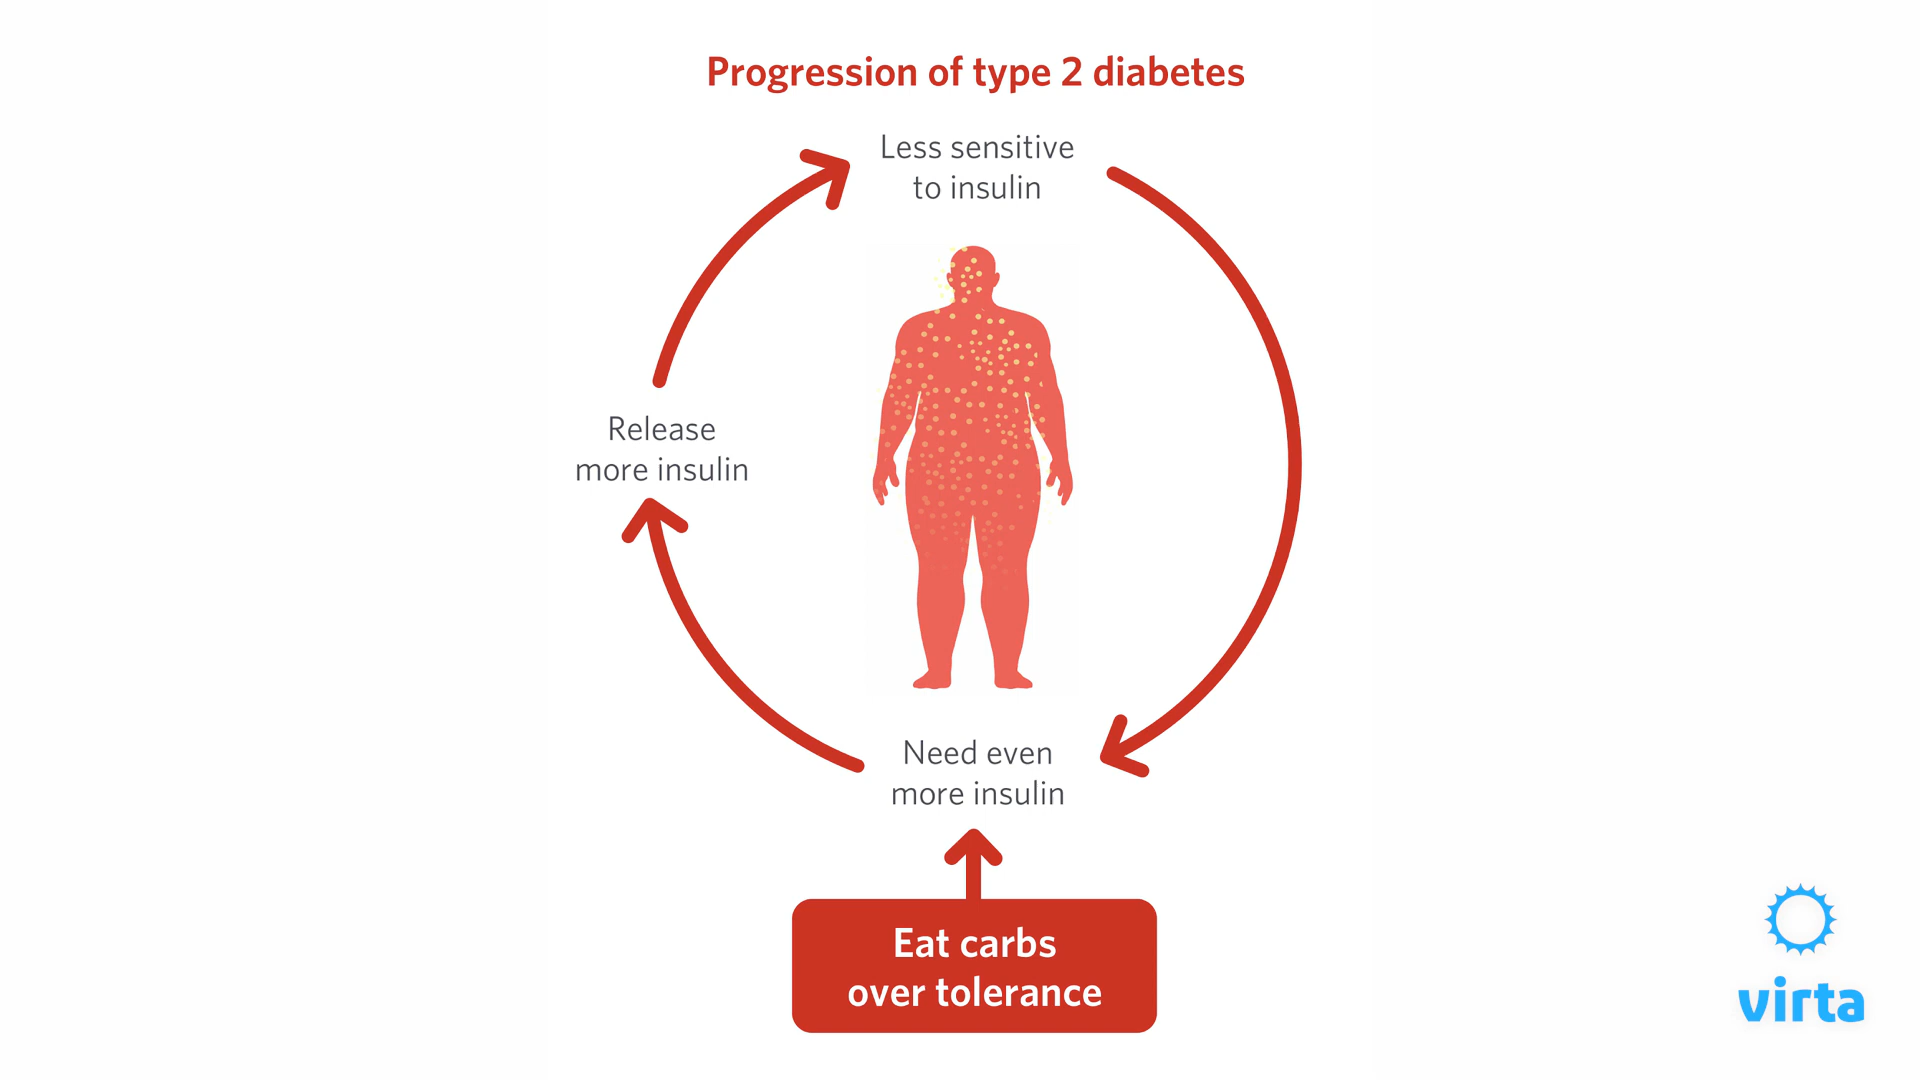 Progression of type 2 diabetes
Less sensitive
to insulin
Release
more insulin
Need even
more insulin
Eat carbs
over tolerance
virta